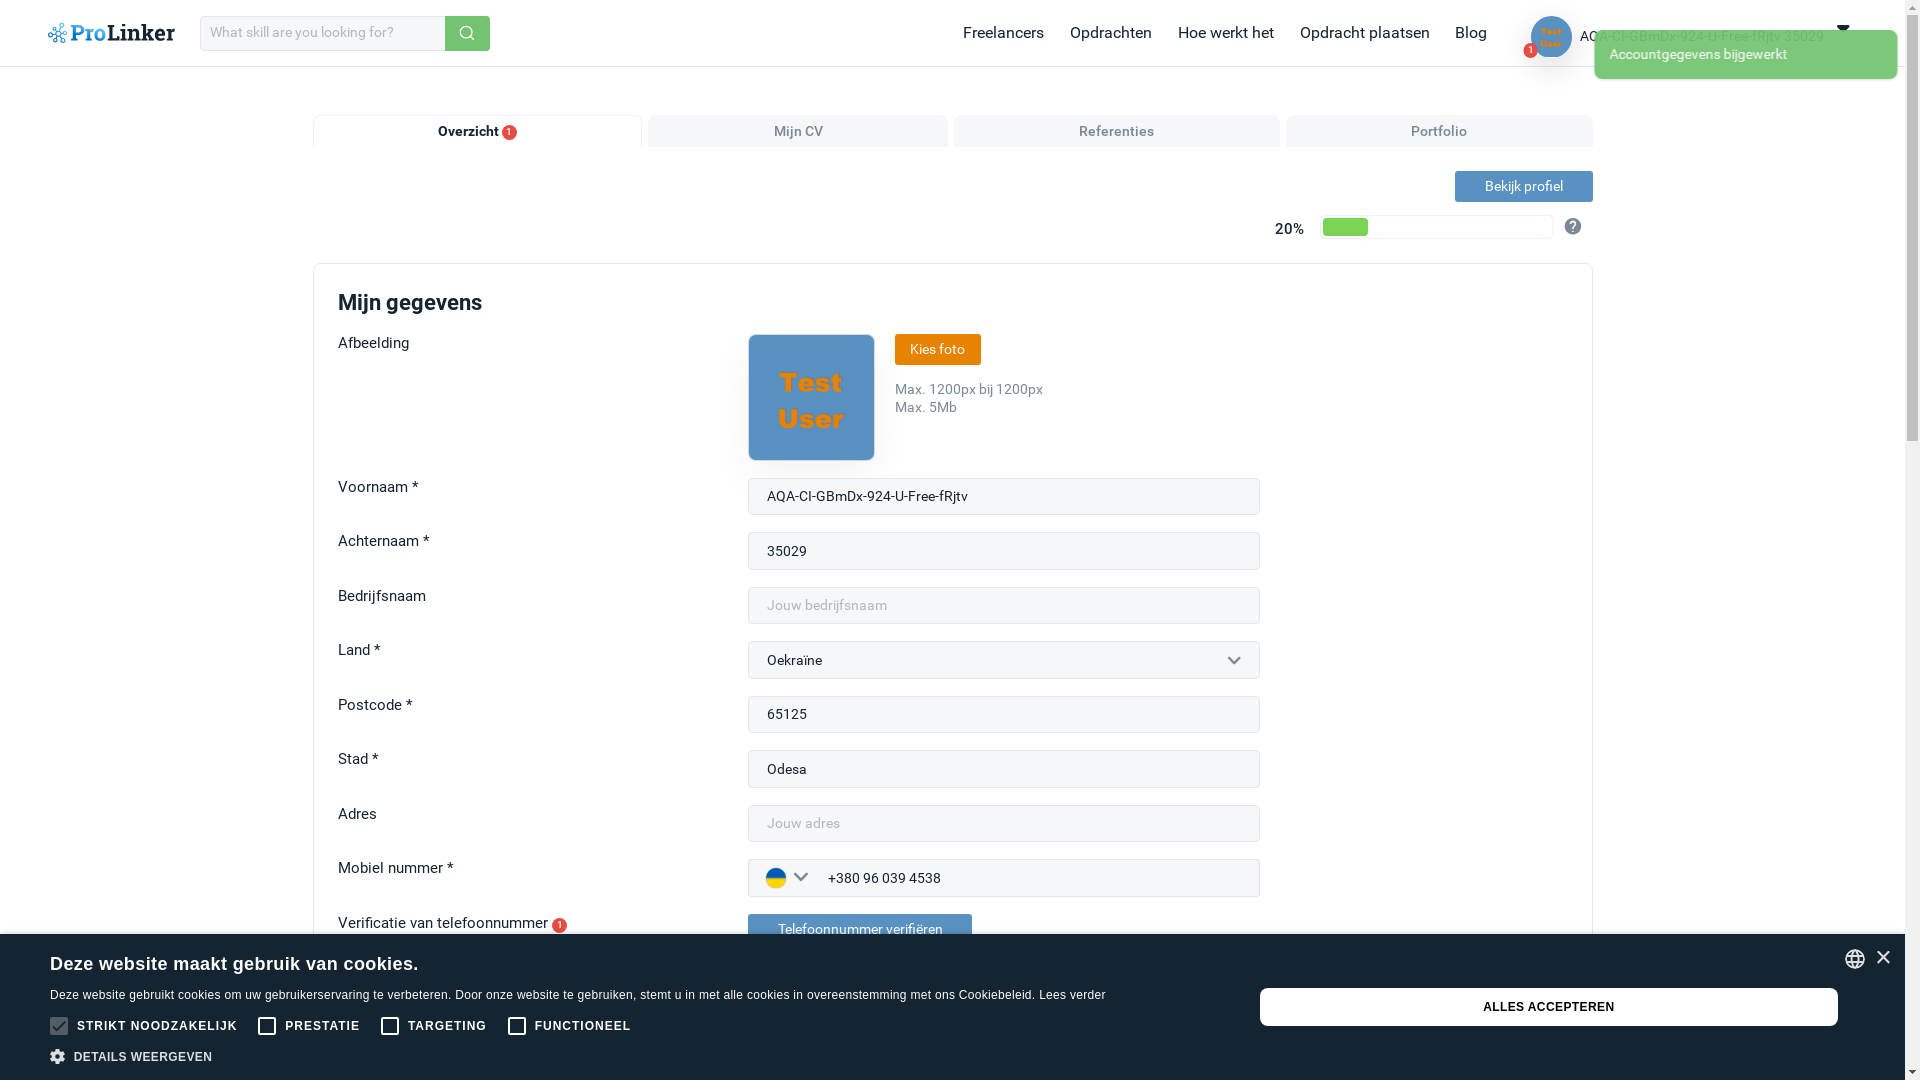 ProLinker
What skill are you looking for?
Freelancers
Opdrachten
Hoe werkt het
Opdracht plaatsen
Blog
Test
User
1
AQA-CI-GBmDx-924-U-Free-fRjtv 35029
Accountgegevens bijgewerkt
Overzicht 1
Mijn CV
Referenties
Portfolio
Bekijk profiel
20%
?
Mijn gegevens
Afbeelding
Test
User
Kies foto
Max. 1200px bij 1200px
Max. 5Mb
Voornaam *
AQA-CI-GBmDx-924-U-Free-fRjtv
Achternaam *
35029
Bedrijfsnaam
Jouw bedrijfsnaam
Land *
Oekraïne
Postcode *
65125
Stad *
Odesa
Adres
Jouw adres
Mobiel nummer *
+380 96 039 4538
Verificatie van telefoonnummer 1
Telefoonnummer verifiëren
Deze website maakt gebruik van cookies.
Deze website gebruikt cookies om uw gebruikerservaring te verbeteren. Door onze website te gebruiken, stemt u in met alle cookies in overeenstemming met ons Cookiebeleid. Lees verder
STRIKT NOODZAKELIJK
PRESTATIE
TARGETING
FUNCTIONEEL
DETAILS WEERGEVEN
ALLES ACCEPTEREN
×